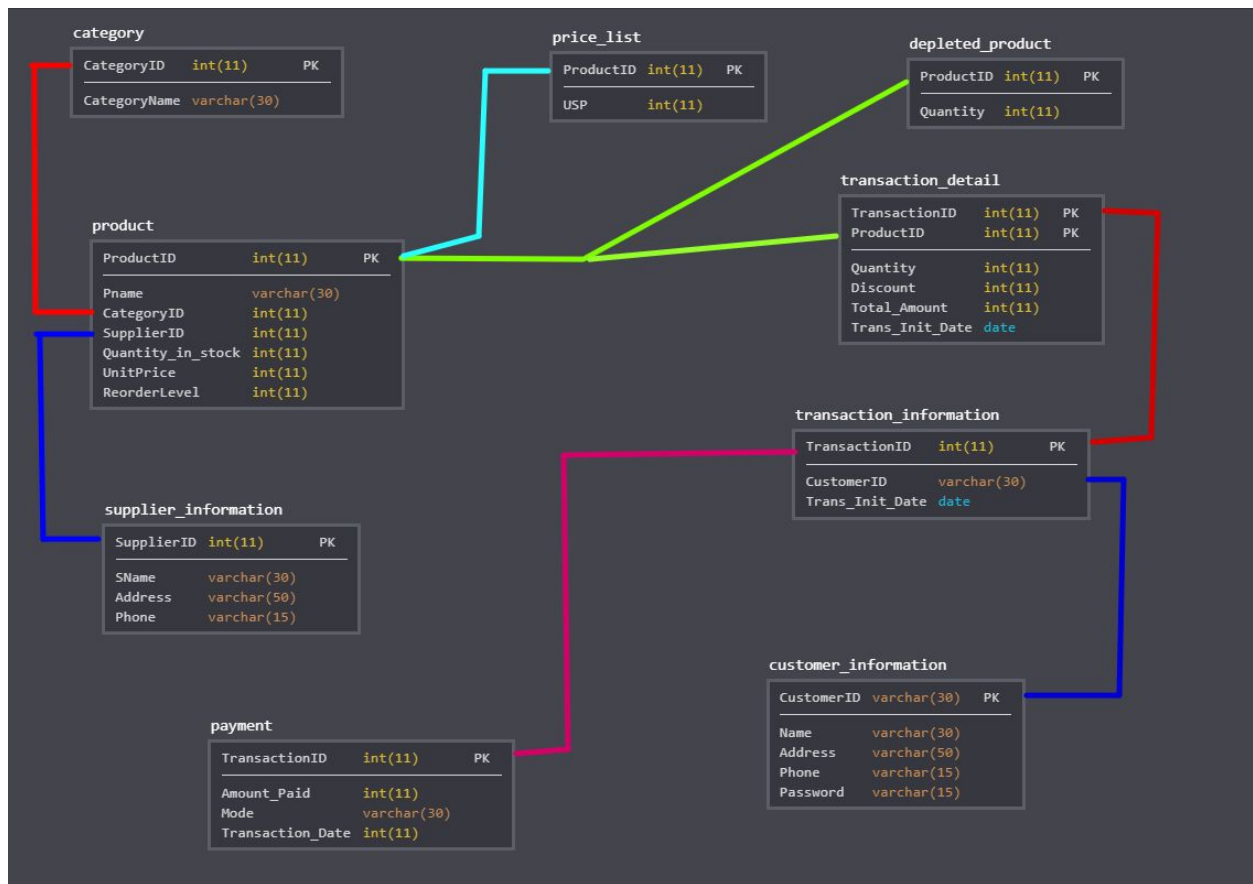 category
CategoryID int(11) PK
CategoryName varchar(30)
price_list
ProductID int(11) PK
USP int(11)
depleted_product
ProductID int(11) PK
Quantity int(11)
transaction_detail
TransactionID int(11) PK
ProductID int(11) PK
Quantity int(11)
Discount int(11)
Total_Amount int(11)
Trans_Init_Date date
product
ProductID int(11) PK
Pname varchar(30)
CategoryID int(11)
SupplierID int(11)
Quantity_in_stock int(11)
UnitPrice int(11)
ReorderLevel int(11)
transaction_information
TransactionID int(11) PK
CustomerID varchar(30)
Trans_Init_Date date
supplier_information
SupplierID int(11) PK
SName varchar(30)
Address varchar(50)
Phone varchar(15)
customer_information
CustomerID varchar(30) PK
Name varchar(30)
Address varchar(50)
Phone varchar(15)
Password varchar(15)
payment
TransactionID int(11) PK
Amount_Paid int(11)
Mode varchar(30)
Transaction_Date int(11)